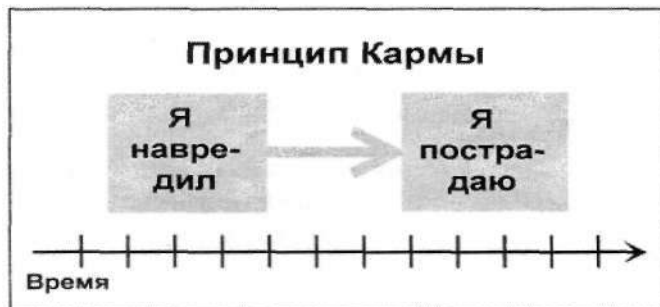 Принцип Кармы
Я
навре-
дил
Я
постра-
даю
Время